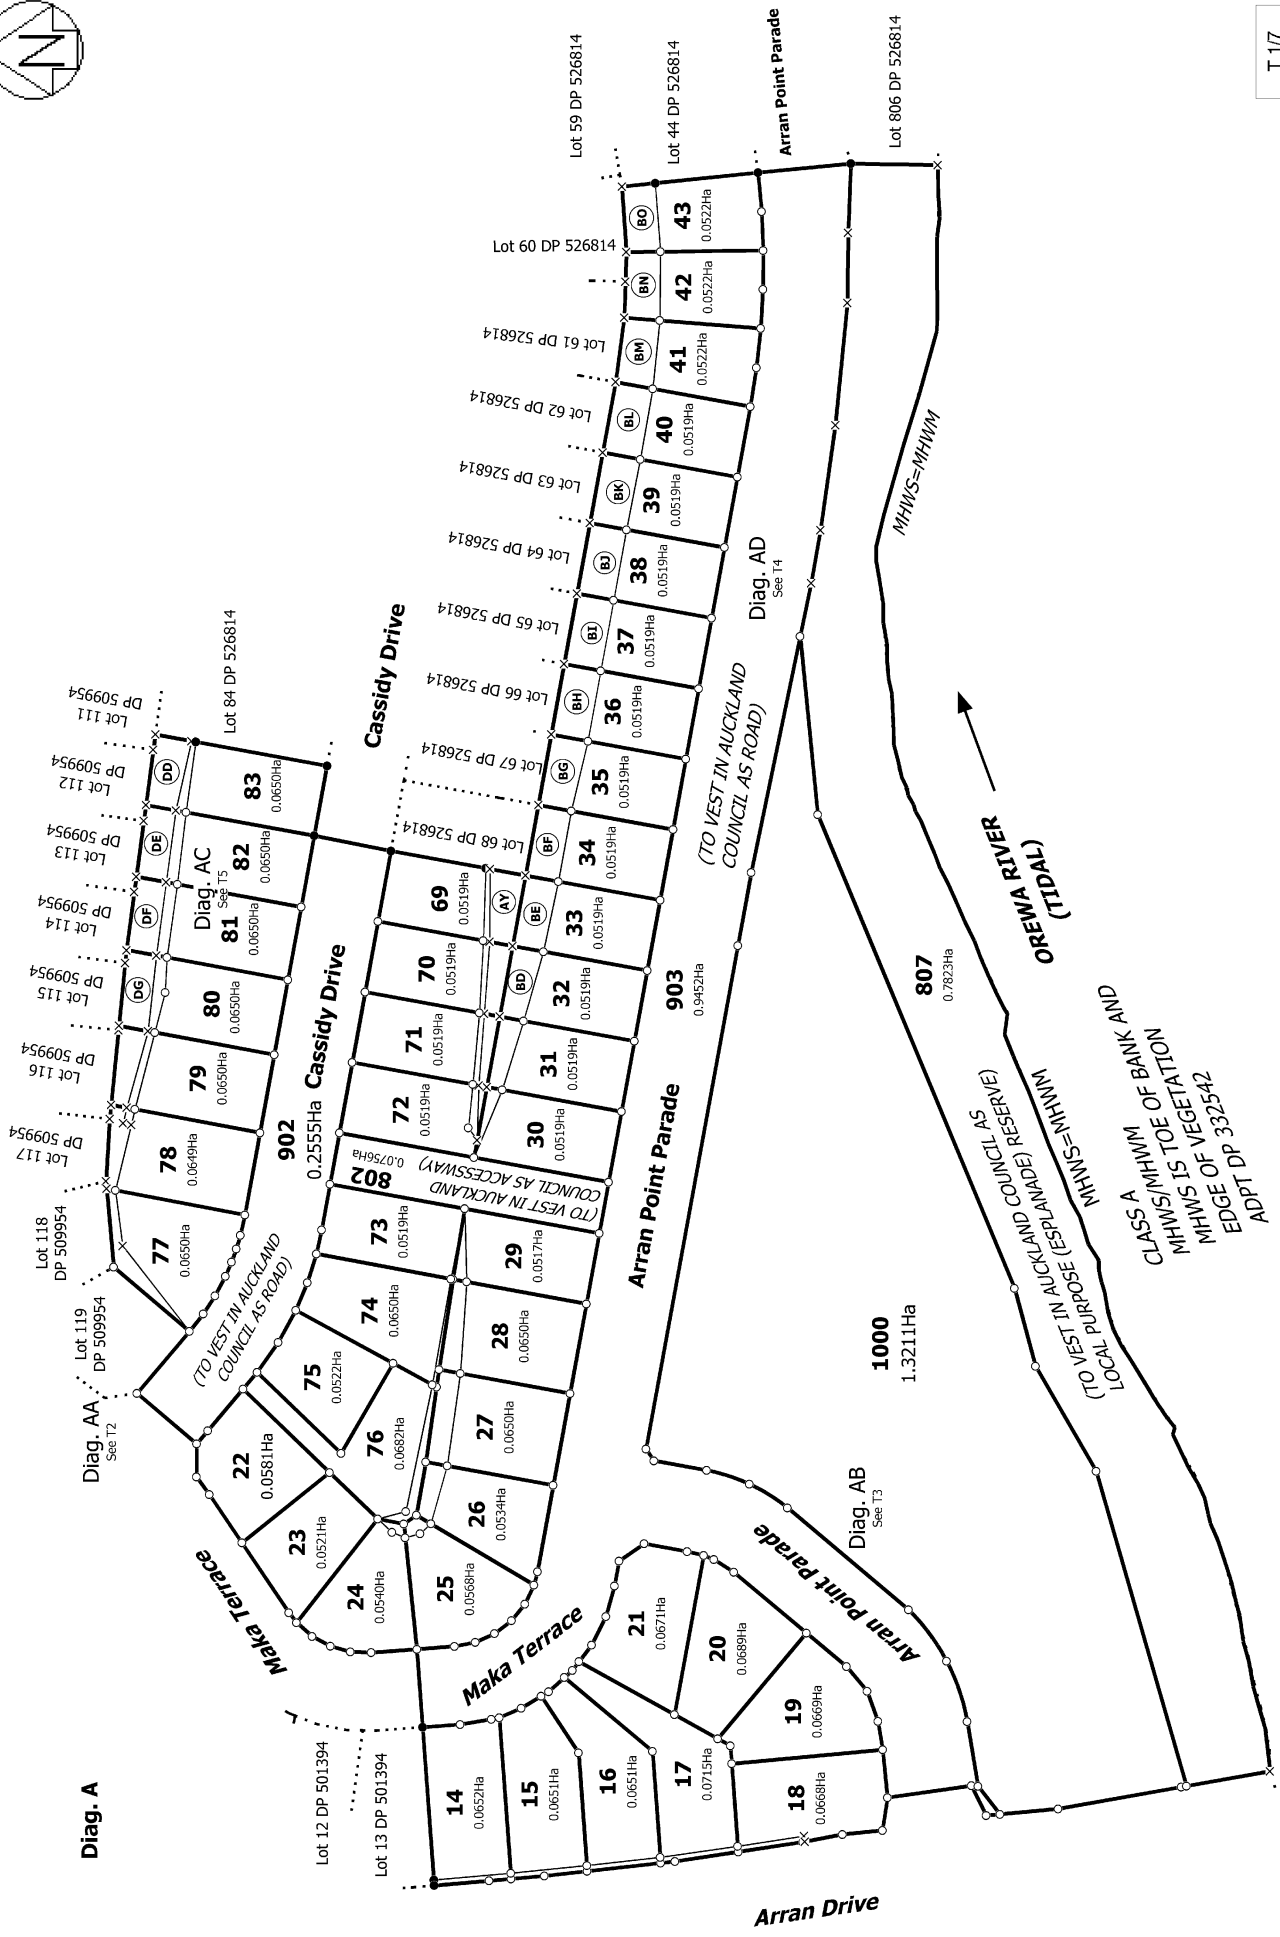 Diag. A
N
T 1/7
Lot 59 DP 526814
Lot 44 DP 526814
Arran Point Parade
Lot 806 DP 526814
Lot 60 DP 526814
Lot 61 DP 526814
Lot 62 DP 526814
Lot 63 DP 526814
Lot 64 DP 526814
Lot 65 DP 526814
Lot 66 DP 526814
Lot 67 DP 526814
Lot 68 DP 526814
BO
43
0.0522Ha
BN
42
0.0522Ha
BM
41
0.0522Ha
BL
40
0.0519Ha
BK
39
0.0519Ha
BJ
38
0.0519Ha
BI
37
0.0519Ha
BH
36
0.0519Ha
BG
35
0.0519Ha
BF
34
0.0519Ha
BE
33
0.0519Ha
BD
32
0.0519Ha
31
0.0519Ha
30
0.0519Ha
AY
69
0.0519Ha
70
0.0519Ha
71
0.0519Ha
72
0.0519Ha
802
0.0756Ha
(TO VEST IN AUCKLAND
COUNCIL AS ACCESSWAY)
Cassidy Drive
Lot 84 DP 526814
Lot 111
DP 509954
Lot 112
DP 509954
Lot 113
DP 509954
Lot 114
DP 509954
Lot 115
DP 509954
Lot 116
DP 509954
Lot 117
DP 509954
Lot 118
DP 509954
Lot 119
DP 509954
DD
83
0.0650Ha
DE
82
0.0650Ha
Diag. AC
See T5
DF
81
0.0650Ha
DG
80
0.0650Ha
79
0.0650Ha
78
0.0649Ha
77
0.0650Ha
902
0.2555Ha
Cassidy Drive
(TO VEST IN AUCKLAND
COUNCIL AS ROAD)
73
0.0519Ha
74
0.0650Ha
75
0.0522Ha
76
0.0682Ha
29
0.0517Ha
28
0.0650Ha
27
0.0650Ha
26
0.0534Ha
25
0.0568Ha
24
0.0540Ha
23
0.0521Ha
22
0.0581Ha
Diag. AA
See T2
Maka Terrace
Maka Terrace
Lot 12 DP 501394
Lot 13 DP 501394
14
0.0652Ha
15
0.0651Ha
16
0.0651Ha
17
0.0715Ha
18
0.0668Ha
19
0.0669Ha
20
0.0689Ha
21
0.0671Ha
Arran Drive
Arran Point Parade
Diag. AB
See T3
Arran Point Parade
903
0.9452Ha
(TO VEST IN AUCKLAND
COUNCIL AS ROAD)
Diag. AD
See T4
1000
1.3211Ha
807
0.7823Ha
(TO VEST IN AUCKLAND COUNCIL AS
LOCAL PURPOSE (ESPLANADE) RESERVE)
MHWS=MHWM
MHWS=MHWM
OREWA RIVER
(TIDAL)
CLASS A
MHWS/MHWM
MHWS IS TOE OF BANK AND
MHWS IS VEGETATION
EDGE OF VEGETATION
ADPT DP 332542